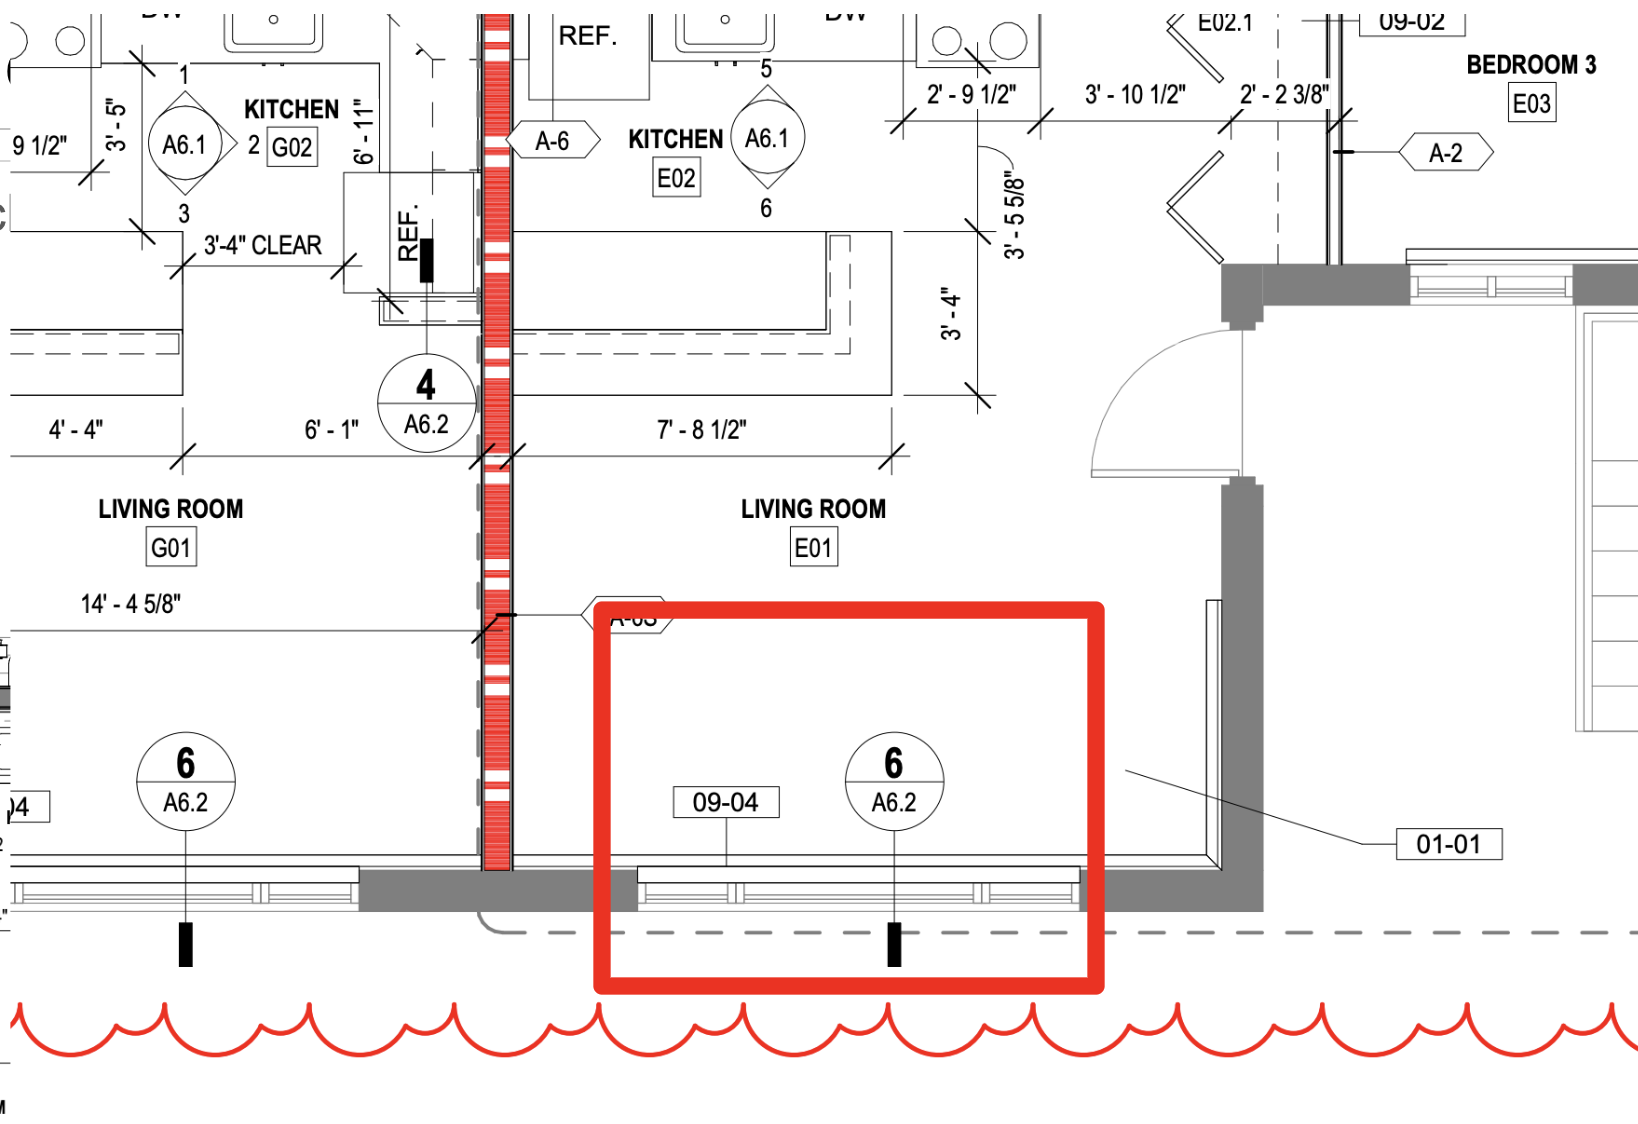 E02.1
09-02
REF.
BEDROOM 3
E03
1
5
2' - 9 1/2"
3' - 10 1/2"
2' - 2 3/8"
3' - 5"
KITCHEN
2
G02
6' - 11"
A6.1
9 1/2"
A-6
KITCHEN
E02
A6.1
A-2
3
6
3' - 5 5/8"
3'-4" CLEAR
REF.
3' - 4"
4
A6.2
4' - 4"
6' - 1"
7' - 8 1/2"
LIVING ROOM
G01
LIVING ROOM
E01
14' - 4 5/8"
6
A6.2
09-04
6
A6.2
01-01